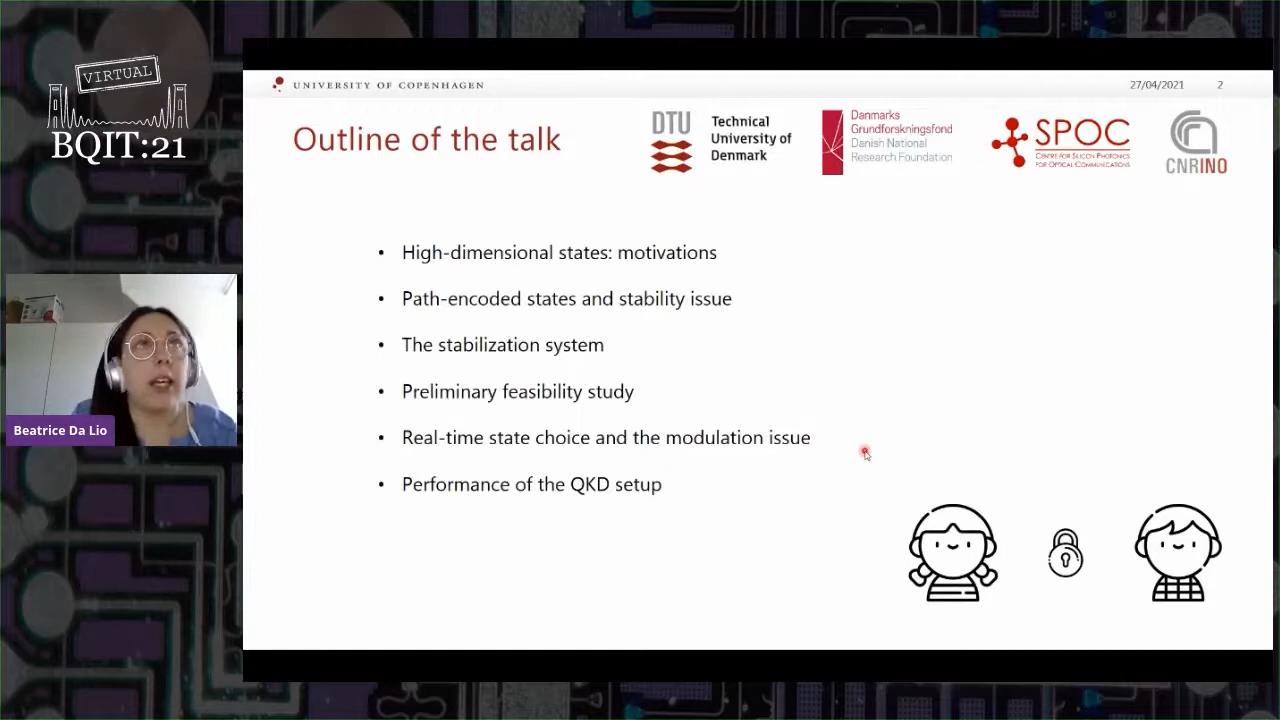 VIRTUAL
BQIT:21
UNIVERSITY OF COPENHAGEN
27/04/2021 2
Outline of the talk
DTU
Technical
University of
Denmark
Danmarks
Grundforskningsfond
Danish National
Research Foundation
SPOC
CENTRE FOR SILICON PHOTONICS
FOR OPTICAL COMMUNICATIONS
CNRINO
• High-dimensional states: motivations
• Path-encoded states and stability issue
• The stabilization system
• Preliminary feasibility study
• Real-time state choice and the modulation issue
• Performance of the QKD setup
Beatrice Da Lio